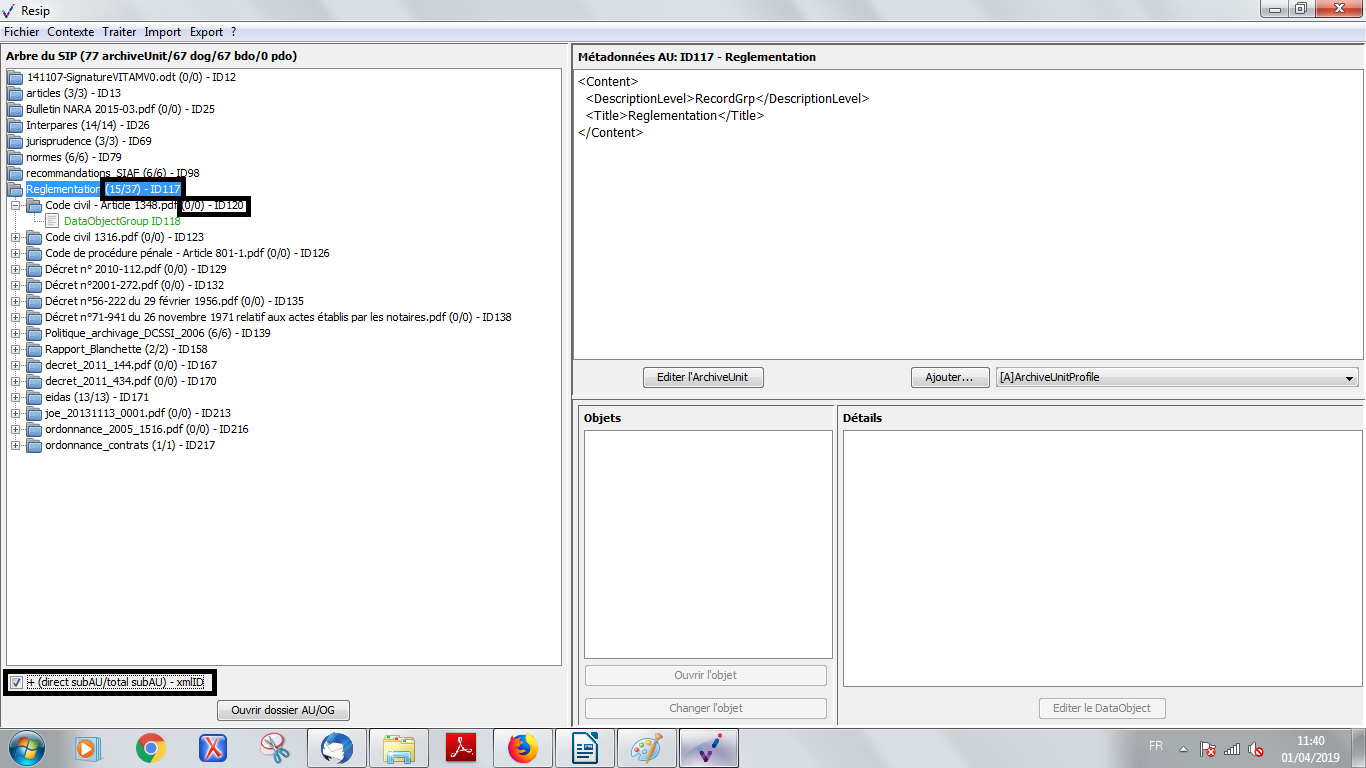 Resip
Fichier Contexte Traiter Import Export ?
Arbre du SIP (77 archiveUnit/67 dog/67 bdo/0 pdo)
141107-SignatureVITAMV0.odt (0/0) - ID12
articles (3/3) - ID13
Bulletin NARA 2015-03.pdf (0/0) - ID25
Interpares (14/14) - ID26
jurisprudence (3/3) - ID69
normes (6/6) - ID79
recommandations_SIAF (6/6) - ID98
Reglementation (15/37) - ID117
Code civil - Article 1348.pdf (0/0) - ID120
DataObjectGroup ID118
Code civil 1316.pdf (0/0) - ID123
Code de procédure pénale - Article 801-1.pdf (0/0) - ID126
Décret n° 2010-112.pdf (0/0) - ID129
Décret n°2001-272.pdf (0/0) - ID132
Décret n°56-222 du 29 février 1956.pdf (0/0) - ID135
Décret n°71-941 du 26 novembre 1971 relatif aux actes établis par les notaires.pdf (0/0) - ID138
Politique_archivage_DCSSI_2006 (6/6) - ID139
Rapport_Blanchette (2/2) - ID158
decret_2011_144.pdf (0/0) - ID167
decret_2011_434.pdf (0/0) - ID170
eidas (13/13) - ID171
joe_20131113_0001.pdf (0/0) - ID213
ordonnance_2005_1516.pdf (0/0) - ID216
ordonnance_contrats (1/1) - ID217
+ (direct subAU/total subAU) - xmlID
Ouvrir dossier AU/OG
Métadonnées AU: ID117 - Reglementation
<Content>
<DescriptionLevel>RecordGrp</DescriptionLevel>
<Title>Reglementation</Title>
</Content>
Editer l'ArchiveUnit
Ajouter...
[A]ArchiveUnitProfile
Objets
Ouvrir l'objet
Changer l'objet
Détails
Editer le DataObject
FR
11:40
01/04/2019